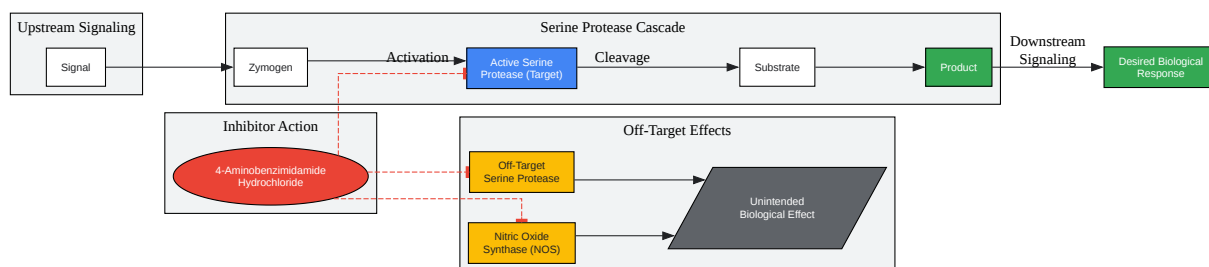 Upstream Signaling
Signal
Serine Protease Cascade
Zymogen
Activation
Active Serine
Protease (Target)
Cleavage
Substrate
Product
Downstream
Signaling
Desired Biological
Response
Inhibitor Action
4-Aminobenzimidamide
Hydrochloride
Off-Target Effects
Off-Target
Serine Protease
Nitric Oxide
Synthase (NOS)
Unintended
Biological Effect